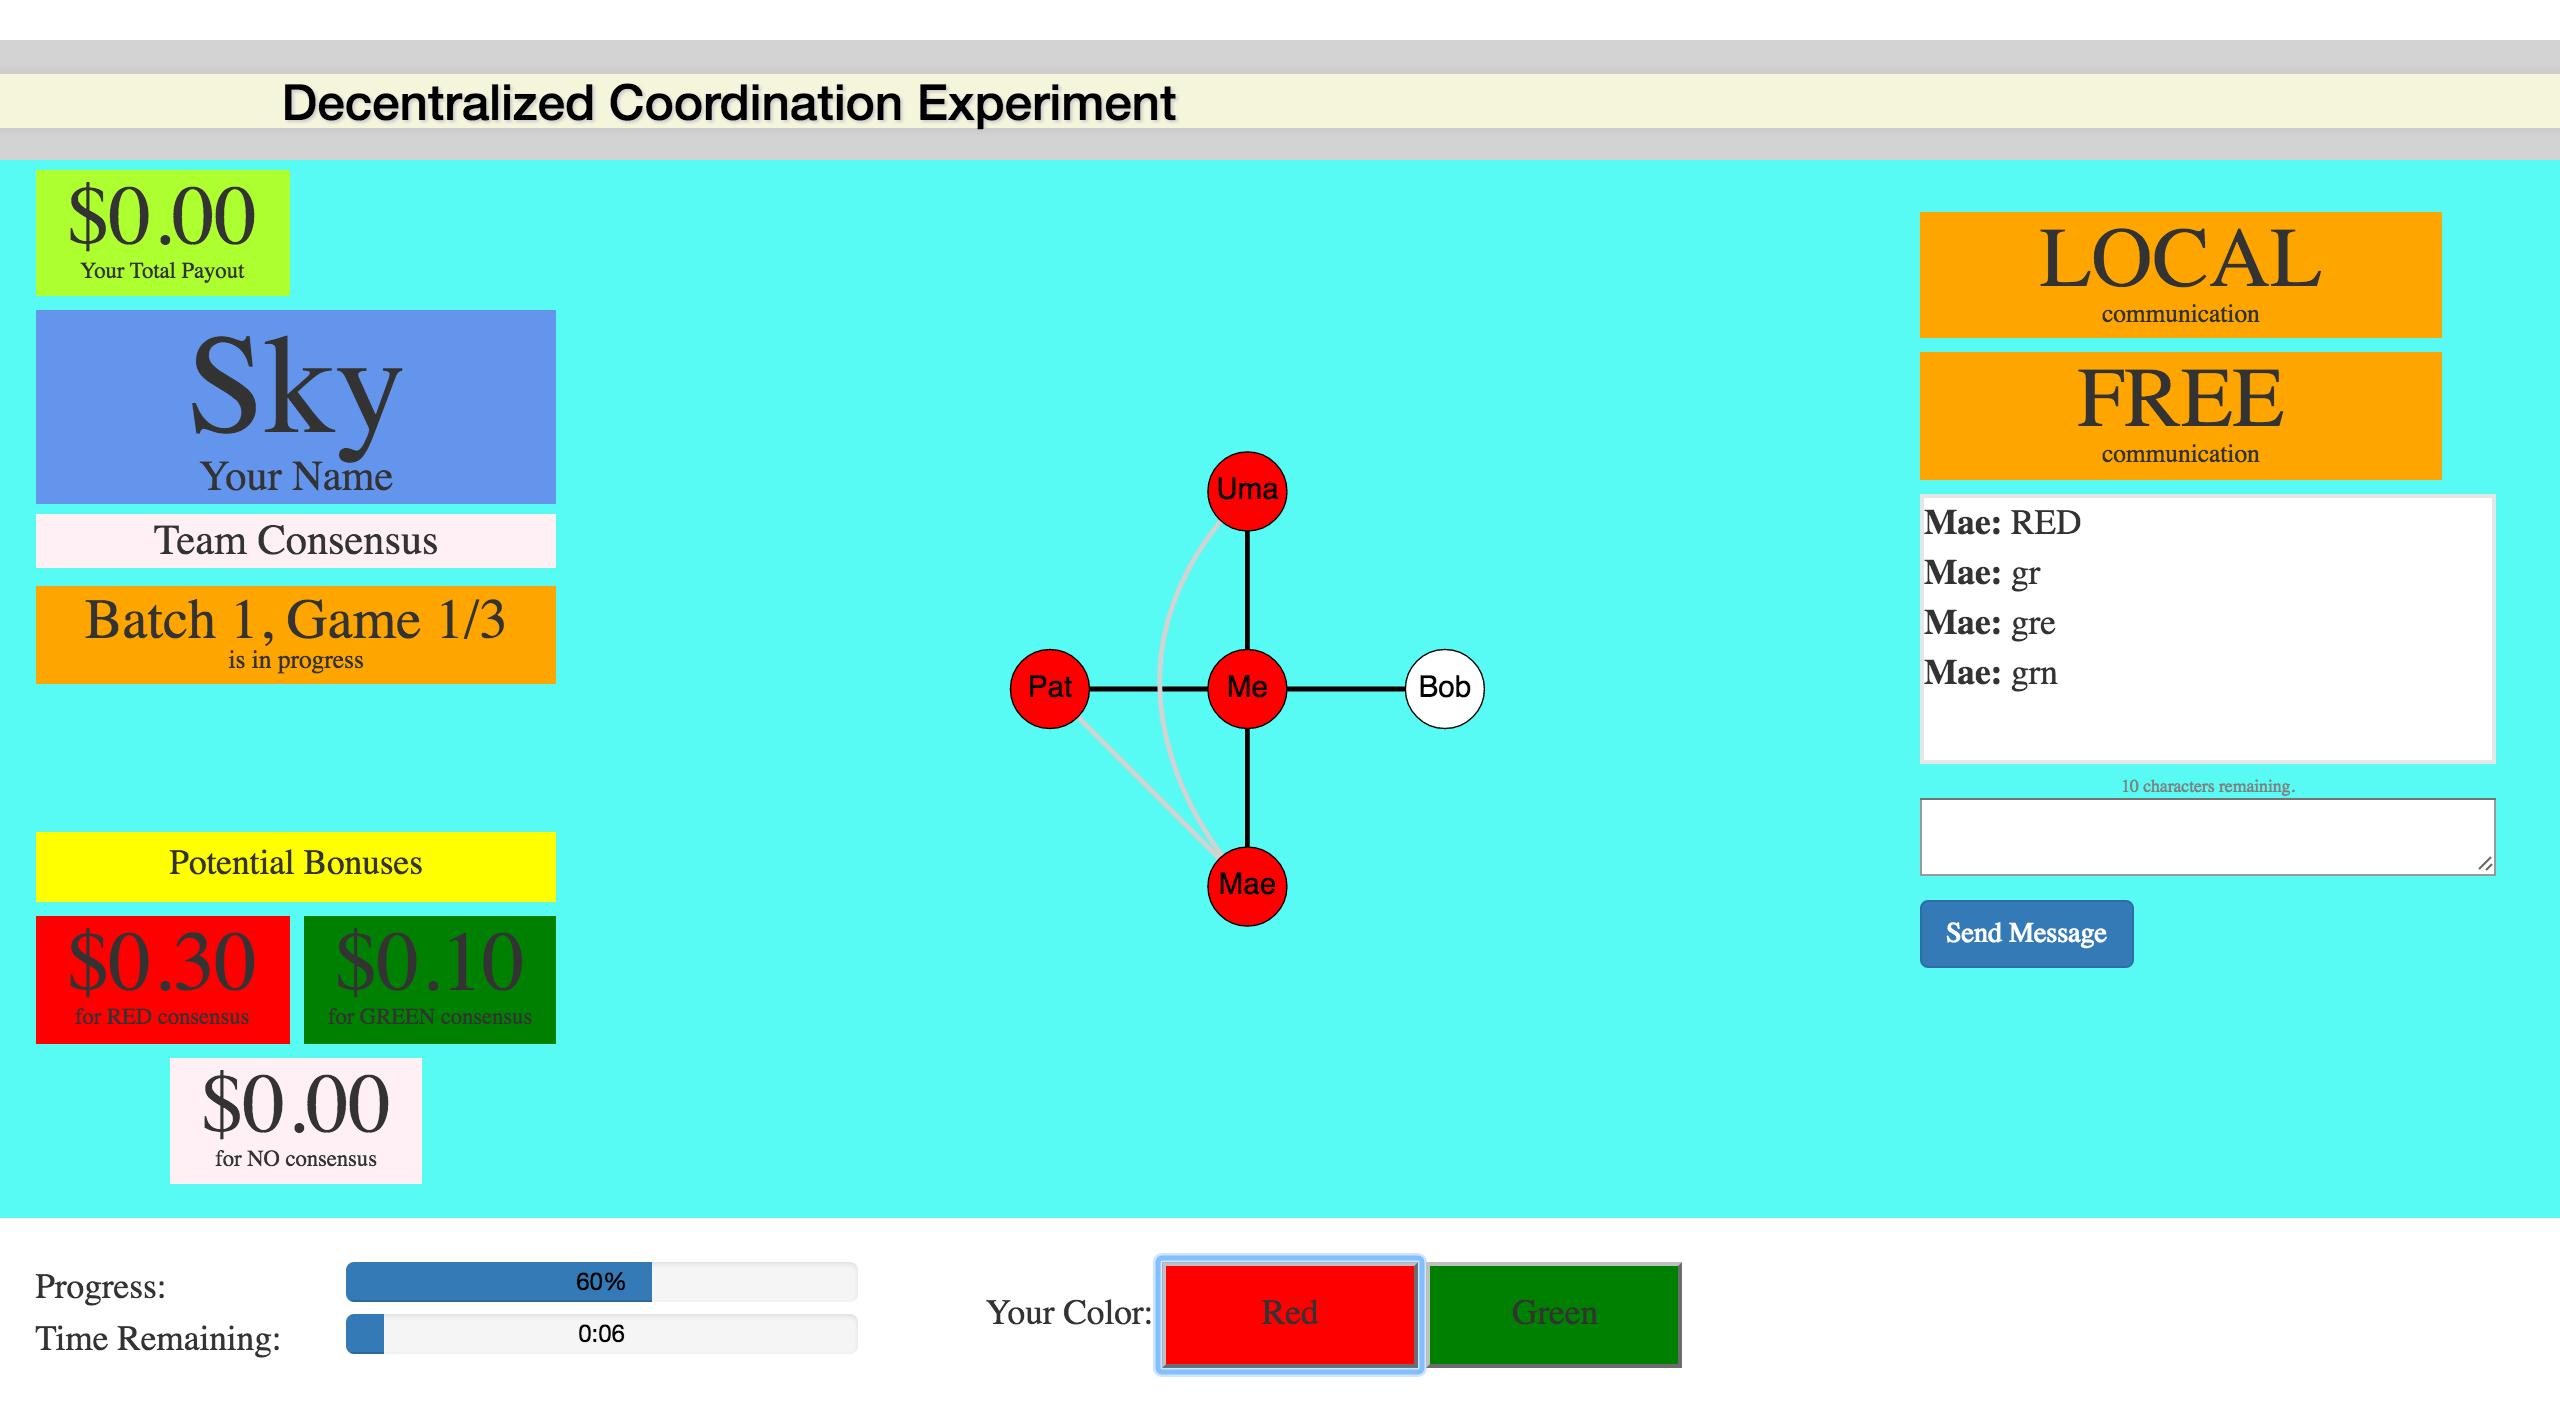 Decentralized Coordination Experiment
$0.00
Your Total Payout
Sky
Your Name
Team Consensus
Batch 1, Game 1/3
is in progress
Potential Bonuses
$0.30
for RED consensus
$0.10
for GREEN consensus
$0.00
for NO consensus
Uma
Pat
Me
Bob
Mae
LOCAL
communication
FREE
communication
Mae: RED
Mae: gr
Mae: gre
Mae: grn
10 characters remaining.
Send Message
Progress:
60%
Time Remaining:
0:06
Your Color:
Red
Green